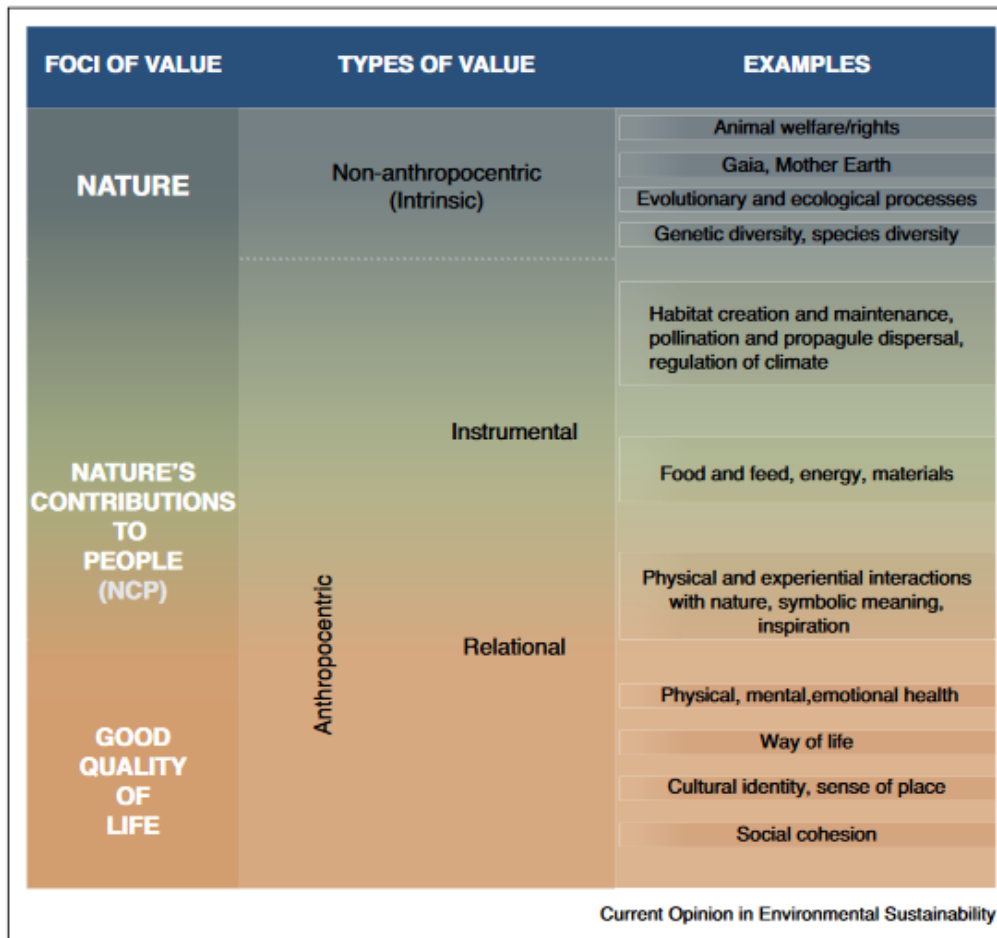 FOCI OF VALUE
TYPES OF VALUE
EXAMPLES
NATURE
Non-anthropocentric
(Intrinsic)
Animal welfare/rights
Gaia, Mother Earth
Evolutionary and ecological processes
Genetic diversity, species diversity
NATURE'S
CONTRIBUTIONS
TO
PEOPLE
(NCP)
Anthropocentric
Instrumental
Relational
Habitat creation and maintenance,
pollination and propagule dispersal,
regulation of climate
Food and feed, energy, materials
Physical and experiential interactions
with nature, symbolic meaning,
inspiration
GOOD
QUALITY
OF
LIFE
Physical, mental,emotional health
Way of life
Cultural identity, sense of place
Social cohesion
Current Opinion in Environmental Sustainability